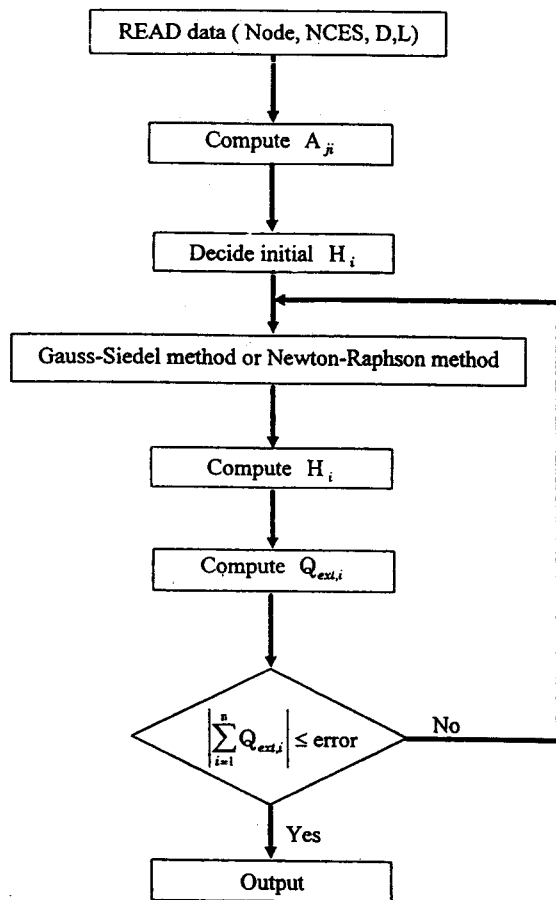 READ data ( Node, NCES, D,L)
Compute A_ji
Decide initial H_i
Gauss-Siedel method or Newton-Raphson method
Compute H_i
Compute Q_ext,i
|∑_{i=1}^{n} Q_ext,i| ≤ error
No
Yes
Output